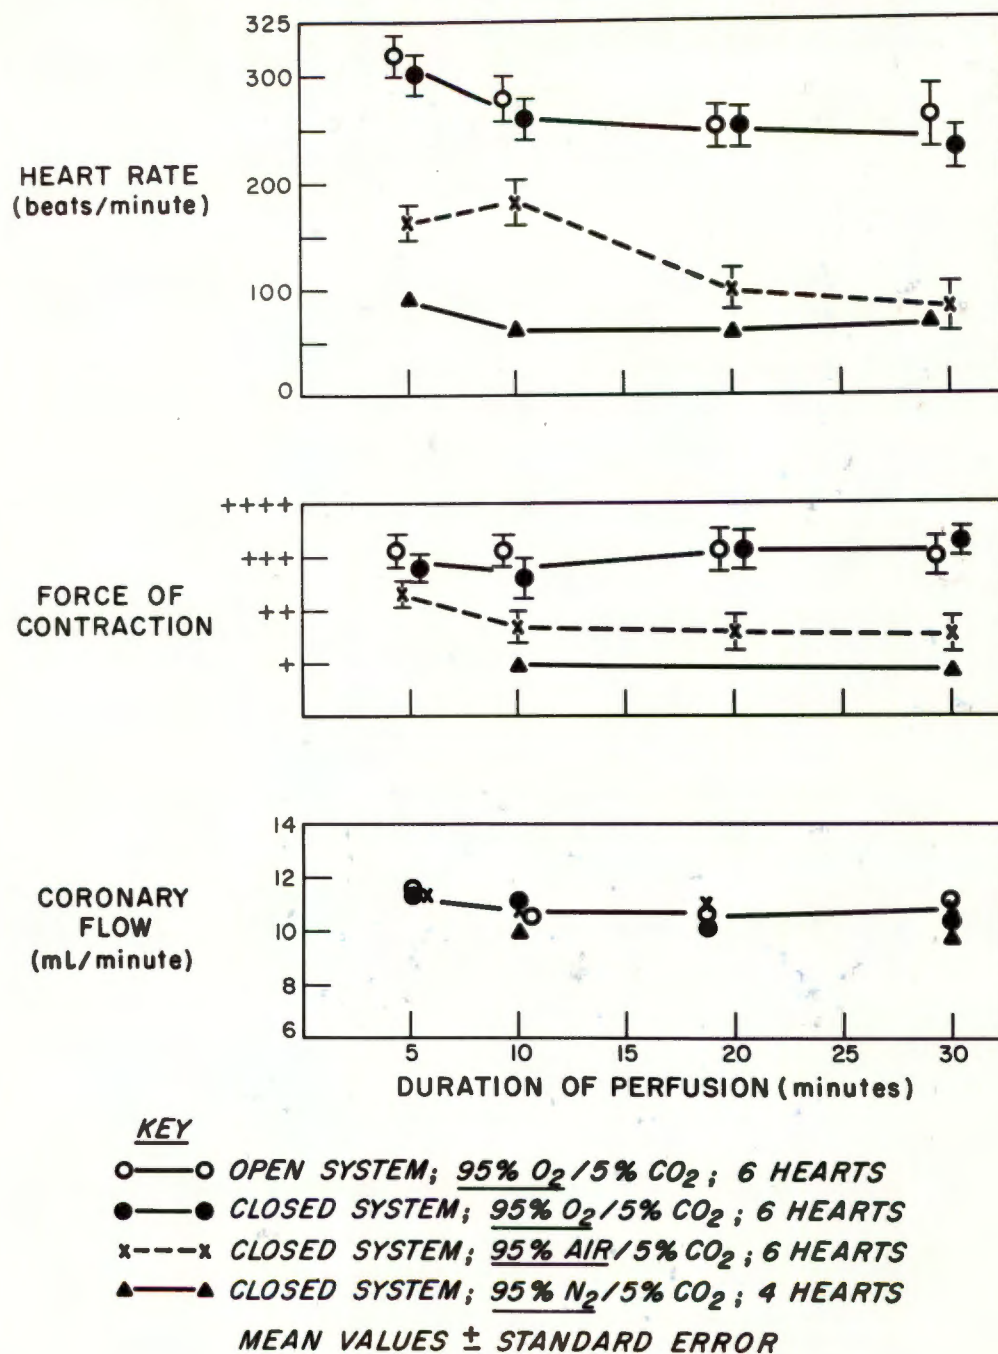 325
300
HEART RATE
(beats/minute)
200
100
0
++++
+++
FORCE OF
CONTRACTION
++
+
14
12
CORONARY
FLOW
(mL/minute)
10
8
6
5 10 15 20 25 30
DURATION OF PERFUSION (minutes)
KEY
OPEN SYSTEM; 95% O₂/5% CO₂; 6 HEARTS
CLOSED SYSTEM; 95% O₂/5% CO₂; 6 HEARTS
CLOSED SYSTEM; 95% AIR/5% CO₂; 6 HEARTS
CLOSED SYSTEM; 95% N₂/5% CO₂; 4 HEARTS
MEAN VALUES ± STANDARD ERROR